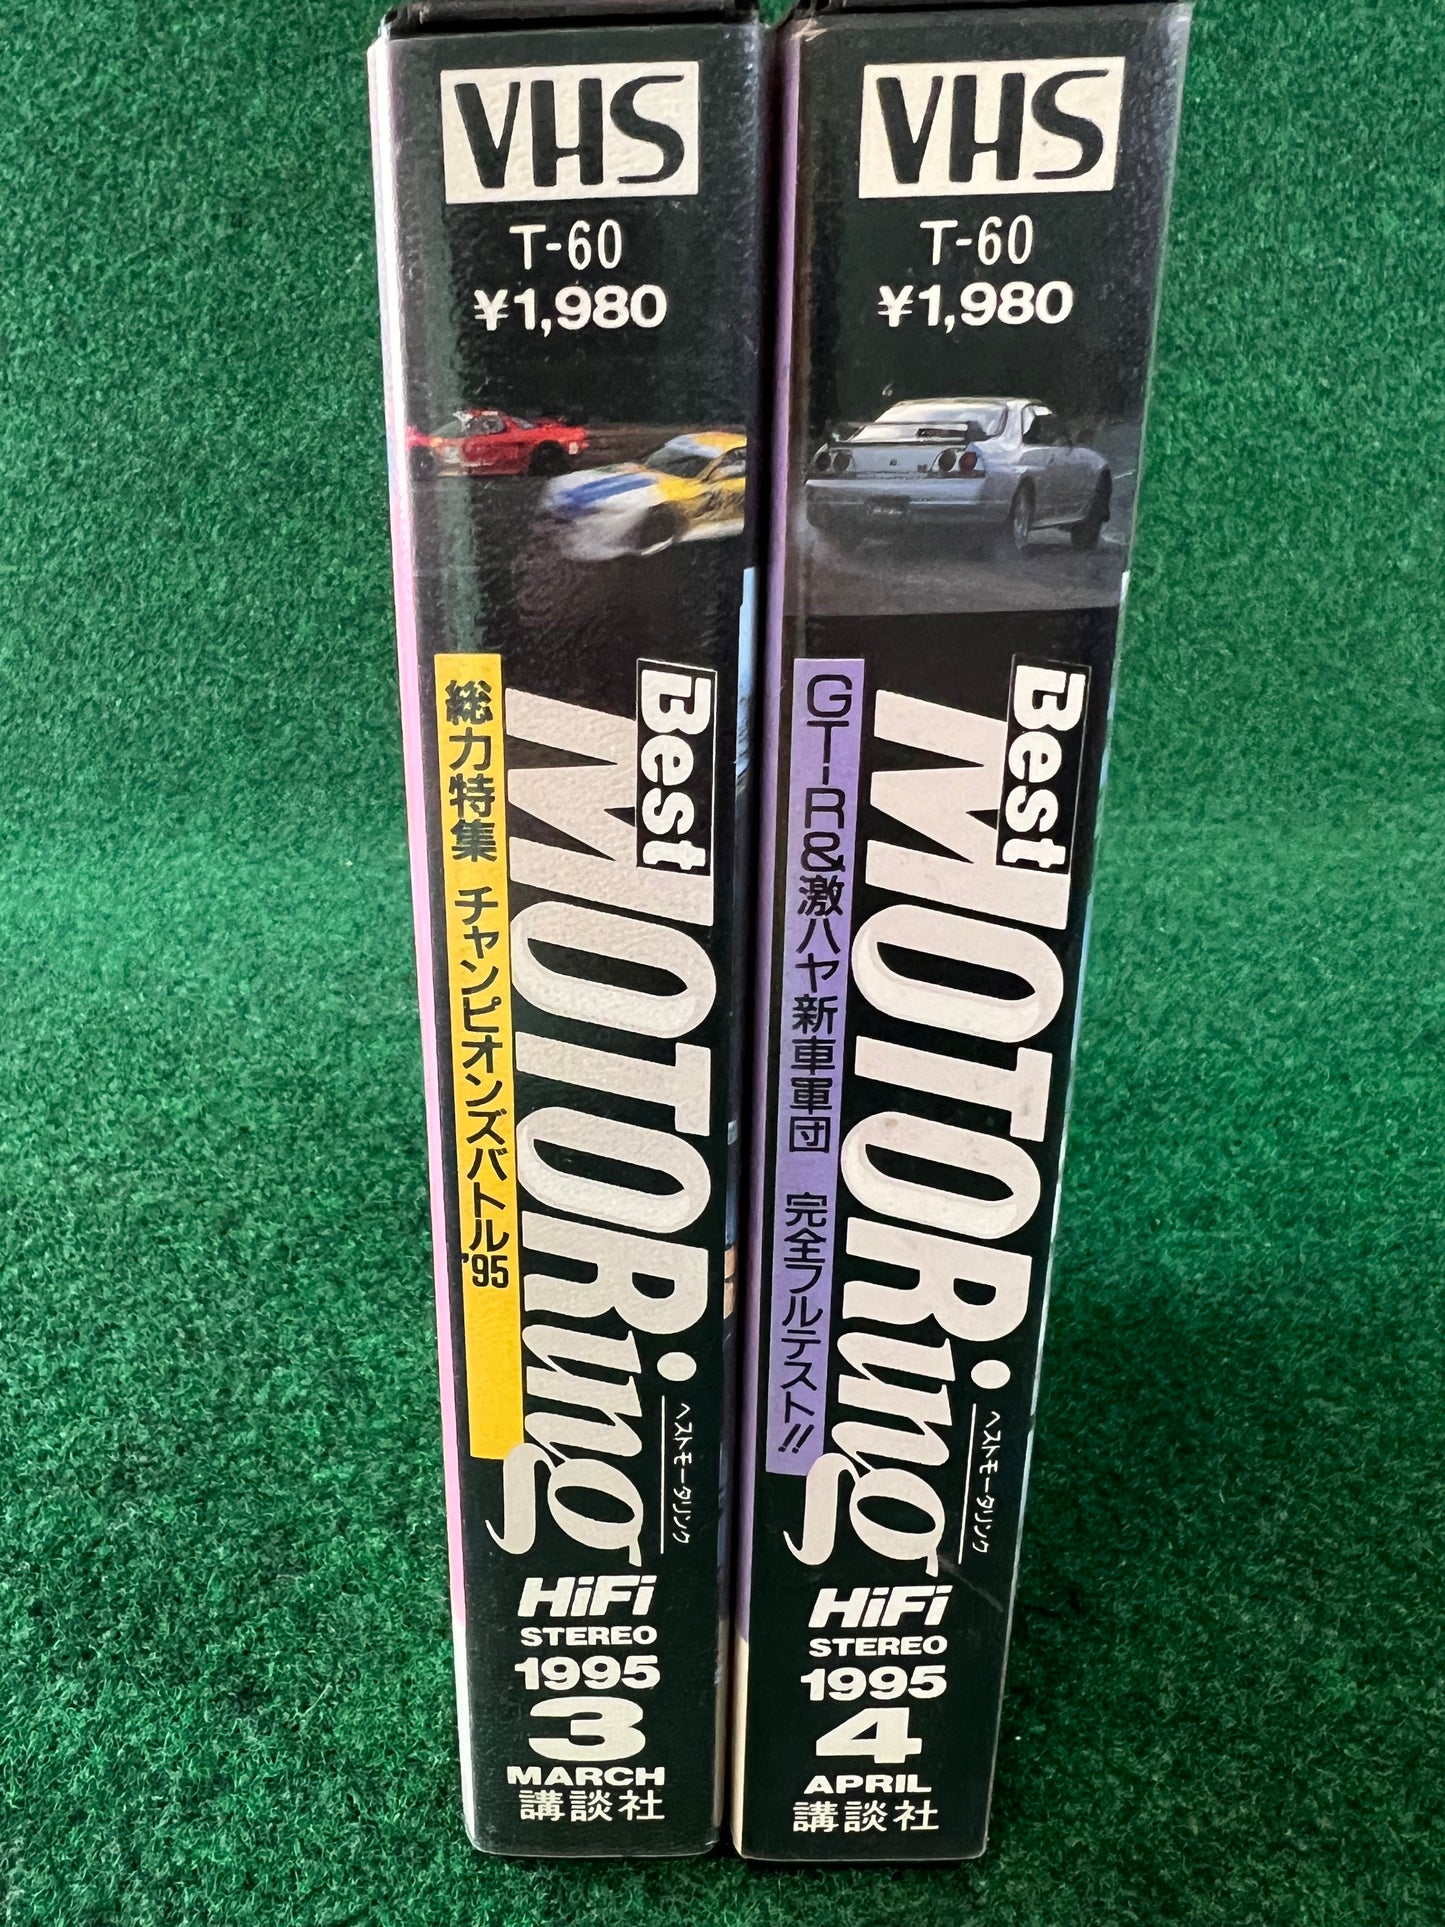 VHS
T-60
¥1,980
Best
MOTORing
ベストモータリング
総力特集 チャンピオンズバトル'95
HiFi
STEREO
1995
3
MARCH
講談社
VHS
T-60
¥1,980
Best
MOTORing
ベストモータリング
GT-R&激ハヤ新車軍団 完全フルテスト!!
HiFi
STEREO
1995
4
APRIL
講談社